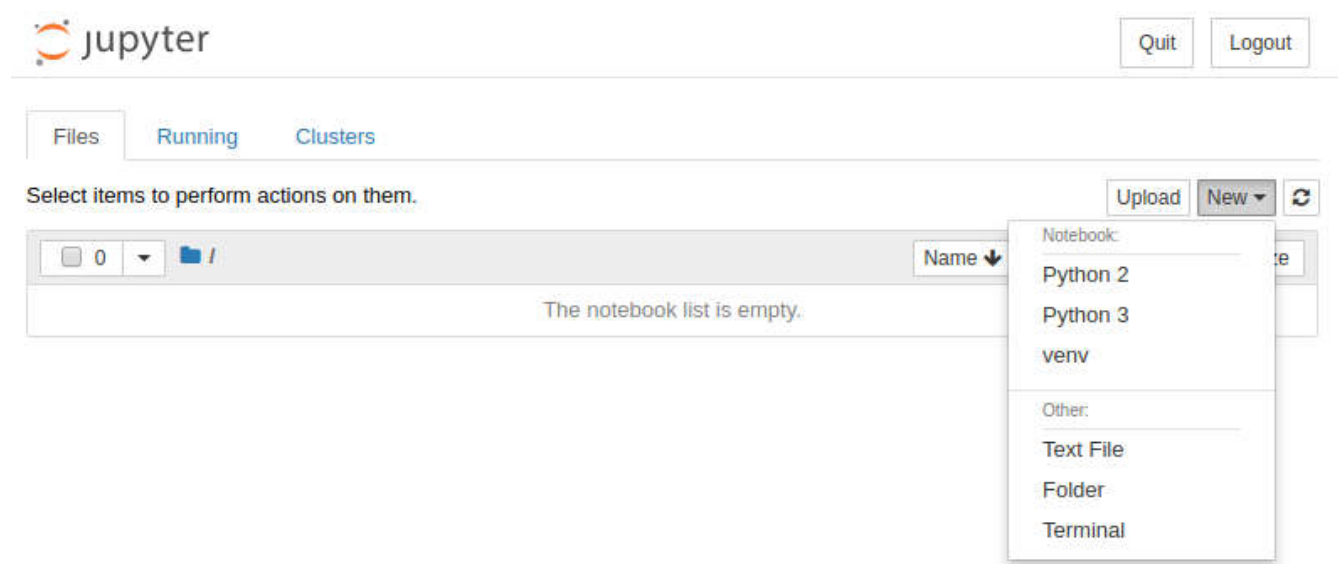 jupyter
Quit Logout
Files Running Clusters
Select items to perform actions on them.
Upload New
0 /
Name ze
The notebook list is empty.
Notebook:
Python 2
Python 3
venv
Other:
Text File
Folder
Terminal